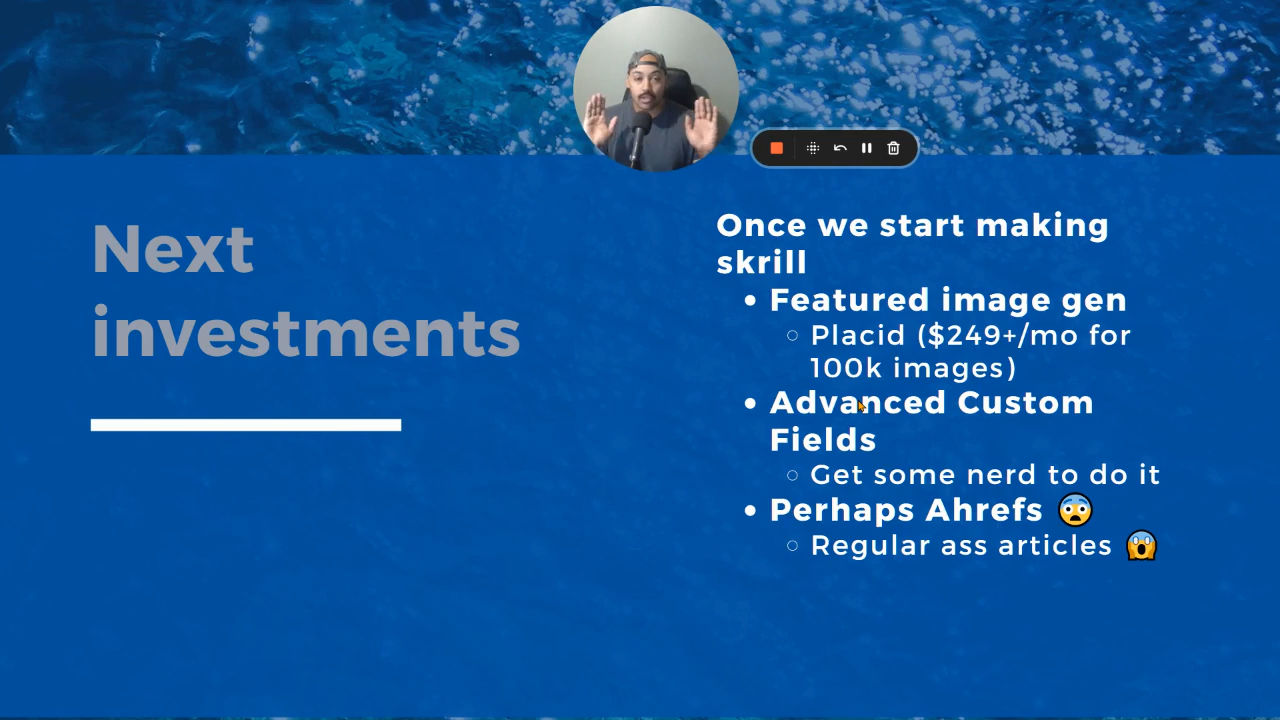 Next
investments
Once we start making
skrill
• Featured image gen
○ Placid ($249+/mo for
100k images)
• Advanced Custom
Fields
○ Get some nerd to do it
• Perhaps Ahrefs 😨
○ Regular ass articles 😱